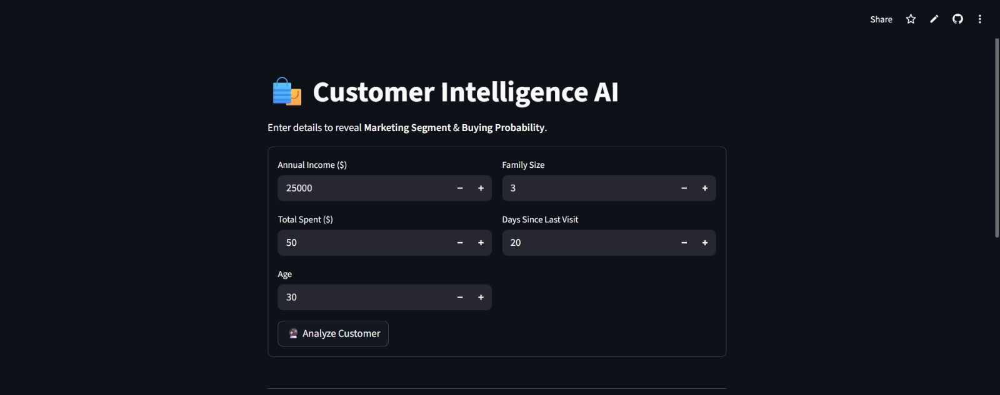 Share
Customer Intelligence AI
Enter details to reveal Marketing Segment & Buying Probability.
Annual Income ($)
25000
Family Size
3
Total Spent ($)
50
Days Since Last Visit
20
Age
30
Analyze Customer